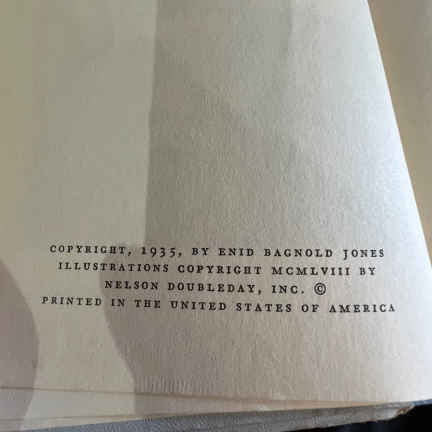 COPYRIGHT, 1935, BY ENID BAGNOLD JONES
ILLUSTRATIONS COPYRIGHT MCMLVIII BY
NELSON DOUBLEDAY, INC. ©
PRINTED IN THE UNITED STATES OF AMERICA